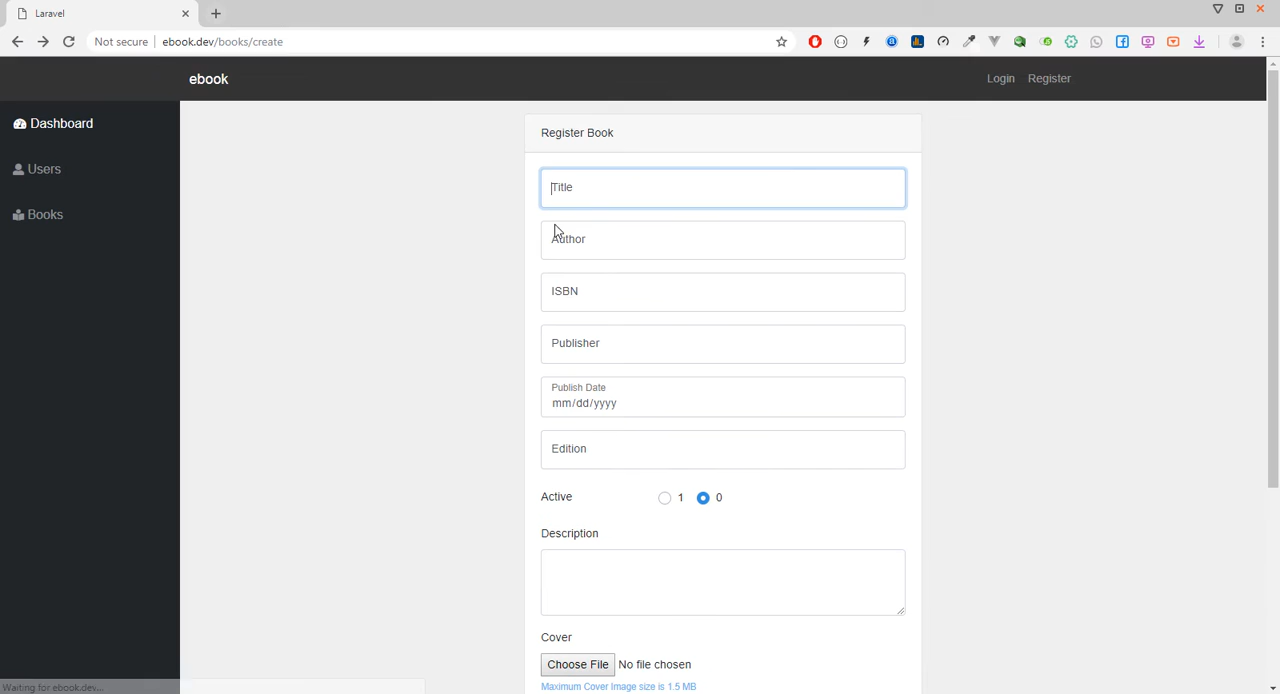 Laravel
Not secure
ebook.dev/books/create
ebook
Login
Register
Dashboard
Users
Books
Register Book
Title
Author
ISBN
Publisher
Publish Date
mm/dd/yyyy
Edition
Active
1
0
Description
Cover
Choose File No file chosen
Maximum Cover Image size is 1.5 MB
Waiting for ebook.dev...